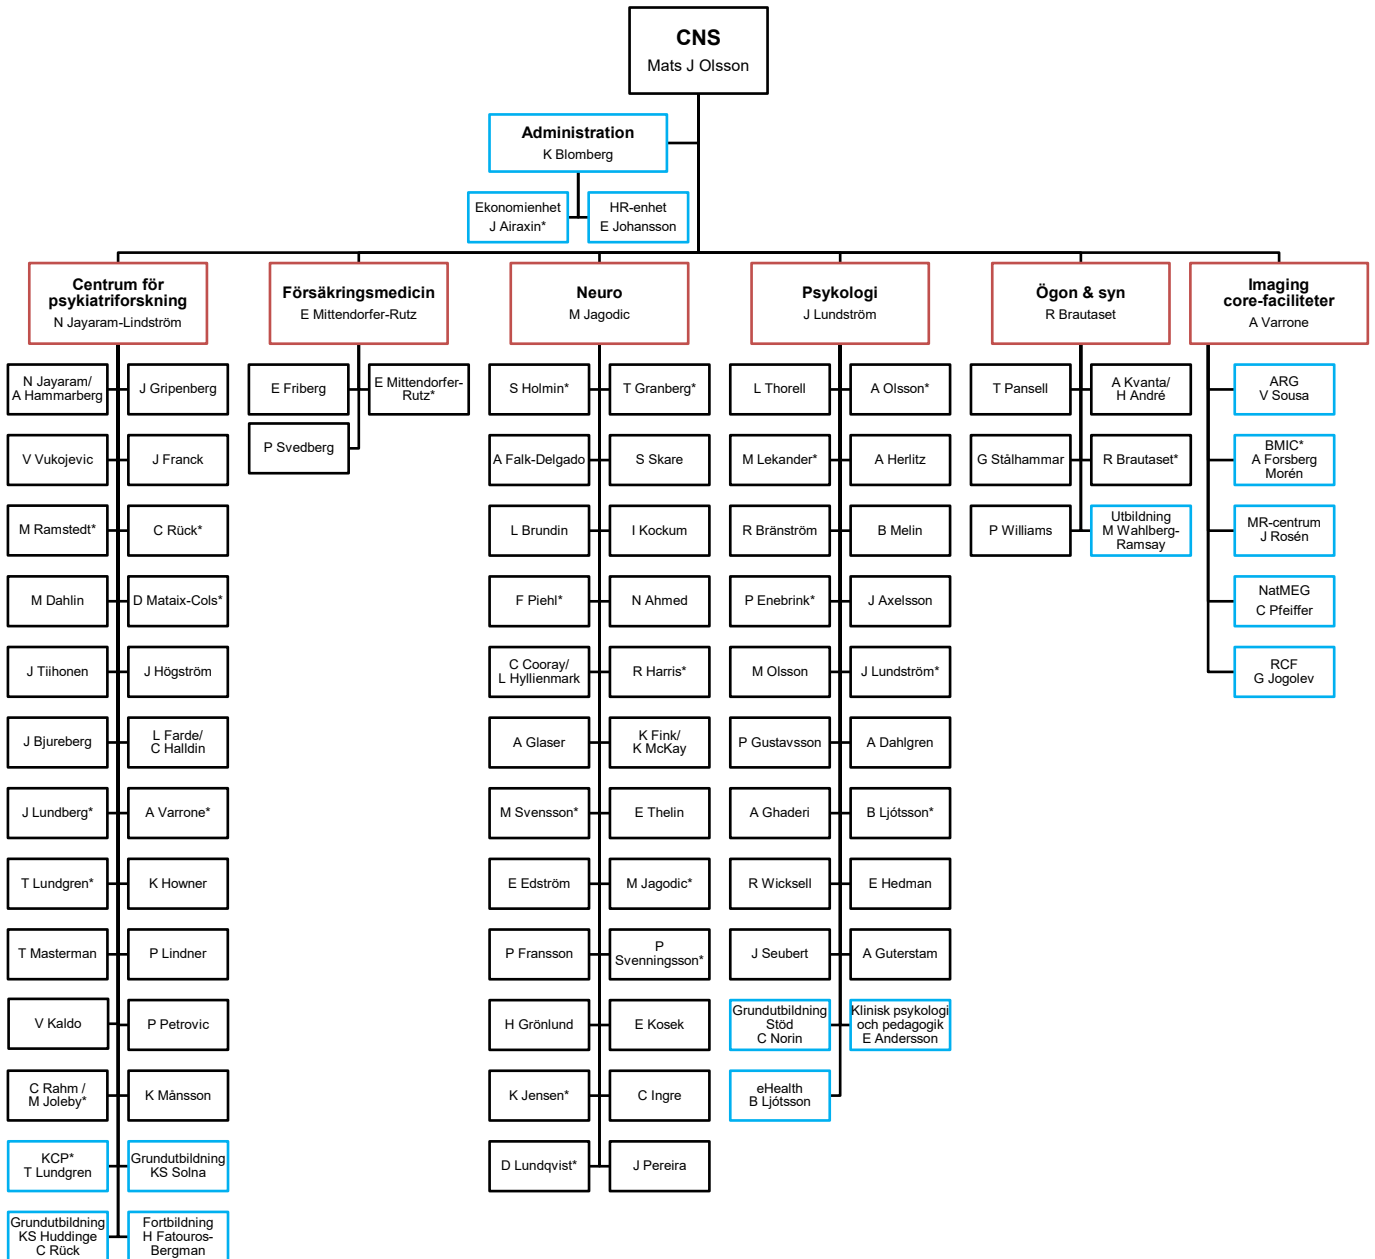 CNS
Mats J Olsson
Administration
K Blomberg
Ekonomienhet
J Airaxin*
HR-enhet
E Johansson
Centrum för
psykiatriforskning
N Jayaram-Lindström
Försäkringsmedicin
E Mittendorfer-Rutz
Neuro
M Jagodic
Psykologi
J Lundström
Ögon & syn
R Brautaset
Imaging
core-faciliteter
A Varrone
N Jayaram/
A Hammarberg
J Gripenberg
V Vukojevic
J Franck
M Ramstedt*
C Rück*
M Dahlin
D Mataix-Cols*
J Tiihonen
J Högström
J Bjureberg
L Farde/
C Halldin
J Lundberg*
A Varrone*
T Lundgren*
K Howner
T Masterman
P Lindner
V Kaldo
P Petrovic
C Rahm /
M Joleby*
K Månsson
KCP*
T Lundgren
Grundutbildning
KS Solna
Grundutbildning
KS Huddinge
C Rück
Fortbildning
H Fatouros-
Bergman
E Friberg
E Mittendorfer-
Rutz*
P Svedberg
S Holmin*
T Granberg*
A Falk-Delgado
S Skare
L Brundin
I Kockum
F Piehl*
N Ahmed
C Cooray/
L Hyllienmark
R Harris*
A Glaser
K Fink/
K McKay
M Svensson*
E Thelin
E Edström
M Jagodic*
P Fransson
P
Svenningsson*
H Grönlund
E Kosek
K Jensen*
C Ingre
D Lundqvist*
J Pereira
L Thorell
A Olsson*
M Lekander*
A Herlitz
R Bränström
B Melin
P Enebrink*
J Axelsson
M Olsson
J Lundström*
P Gustavsson
A Dahlgren
A Ghaderi
B Ljótsson*
R Wicksell
E Hedman
J Seubert
A Guterstam
Grundutbildning
Stöd
C Norin
Klinisk psykologi
och pedagogik
E Andersson
eHealth
B Ljótsson
T Pansell
A Kvanta/
H André
G Stålhammar
R Brautaset*
P Williams
Utbildning
M Wahlberg-
Ramsay
ARG
V Sousa
BMIC*
A Forsberg
Morén
MR-centrum
J Rosén
NatMEG
C Pfeiffer
RCF
G Jogolev